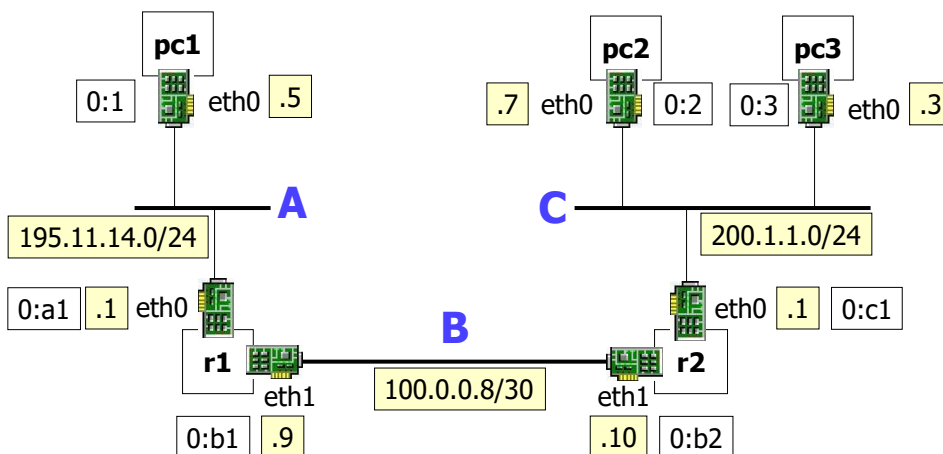 pc1
pc2
pc3
0:1
eth0
.5
.7
eth0
0:2
0:3
eth0
.3
A
C
195.11.14.0/24
200.1.1.0/24
0:a1
.1
eth0
eth0
.1
0:c1
B
r1
r2
100.0.0.8/30
eth1
eth1
0:b1
.9
.10
0:b2